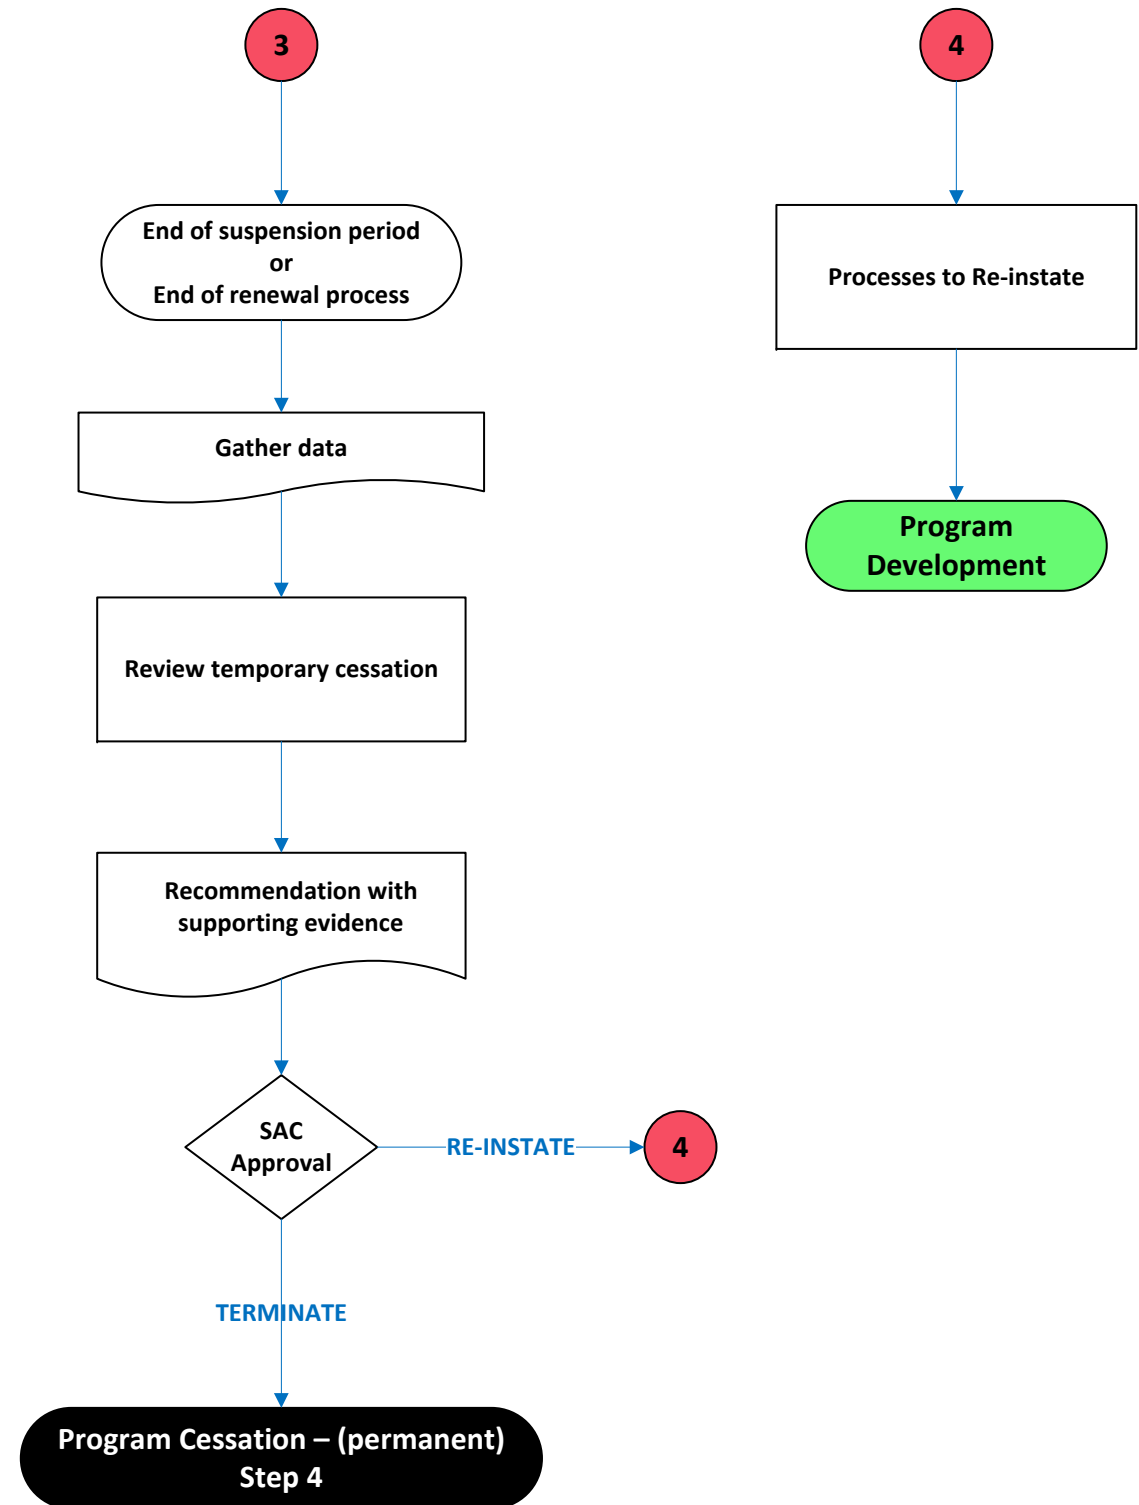 3
End of suspension period
or
End of renewal process
Gather data
Review temporary cessation
Recommendation with
supporting evidence
SAC
Approval
RE-INSTATE
4
TERMINATE
Program Cessation – (permanent)
Step 4
4
Processes to Re-instate
Program
Development